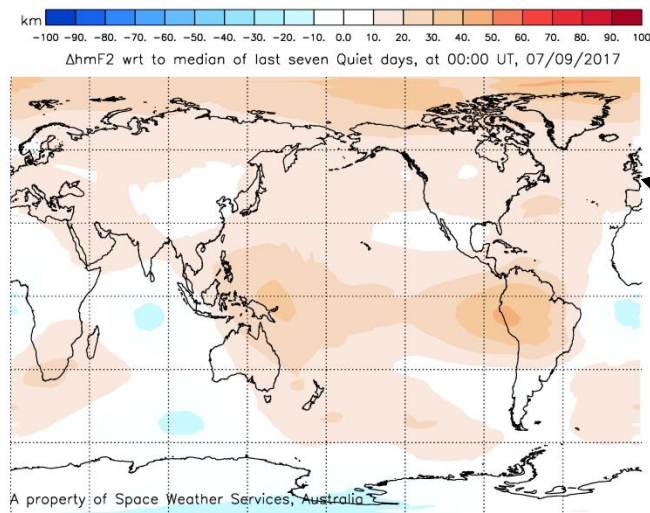 km
-100 -90. -80. -70. -60. -50. -40. -30. -20. -10. 0.0 10. 20. 30. 40. 50. 60. 70. 80. 90. 100
ΔhmF2 wrt to median of last seven Quiet days, at 00:00 UT, 07/09/2017
A property of Space Weather Services, Australia